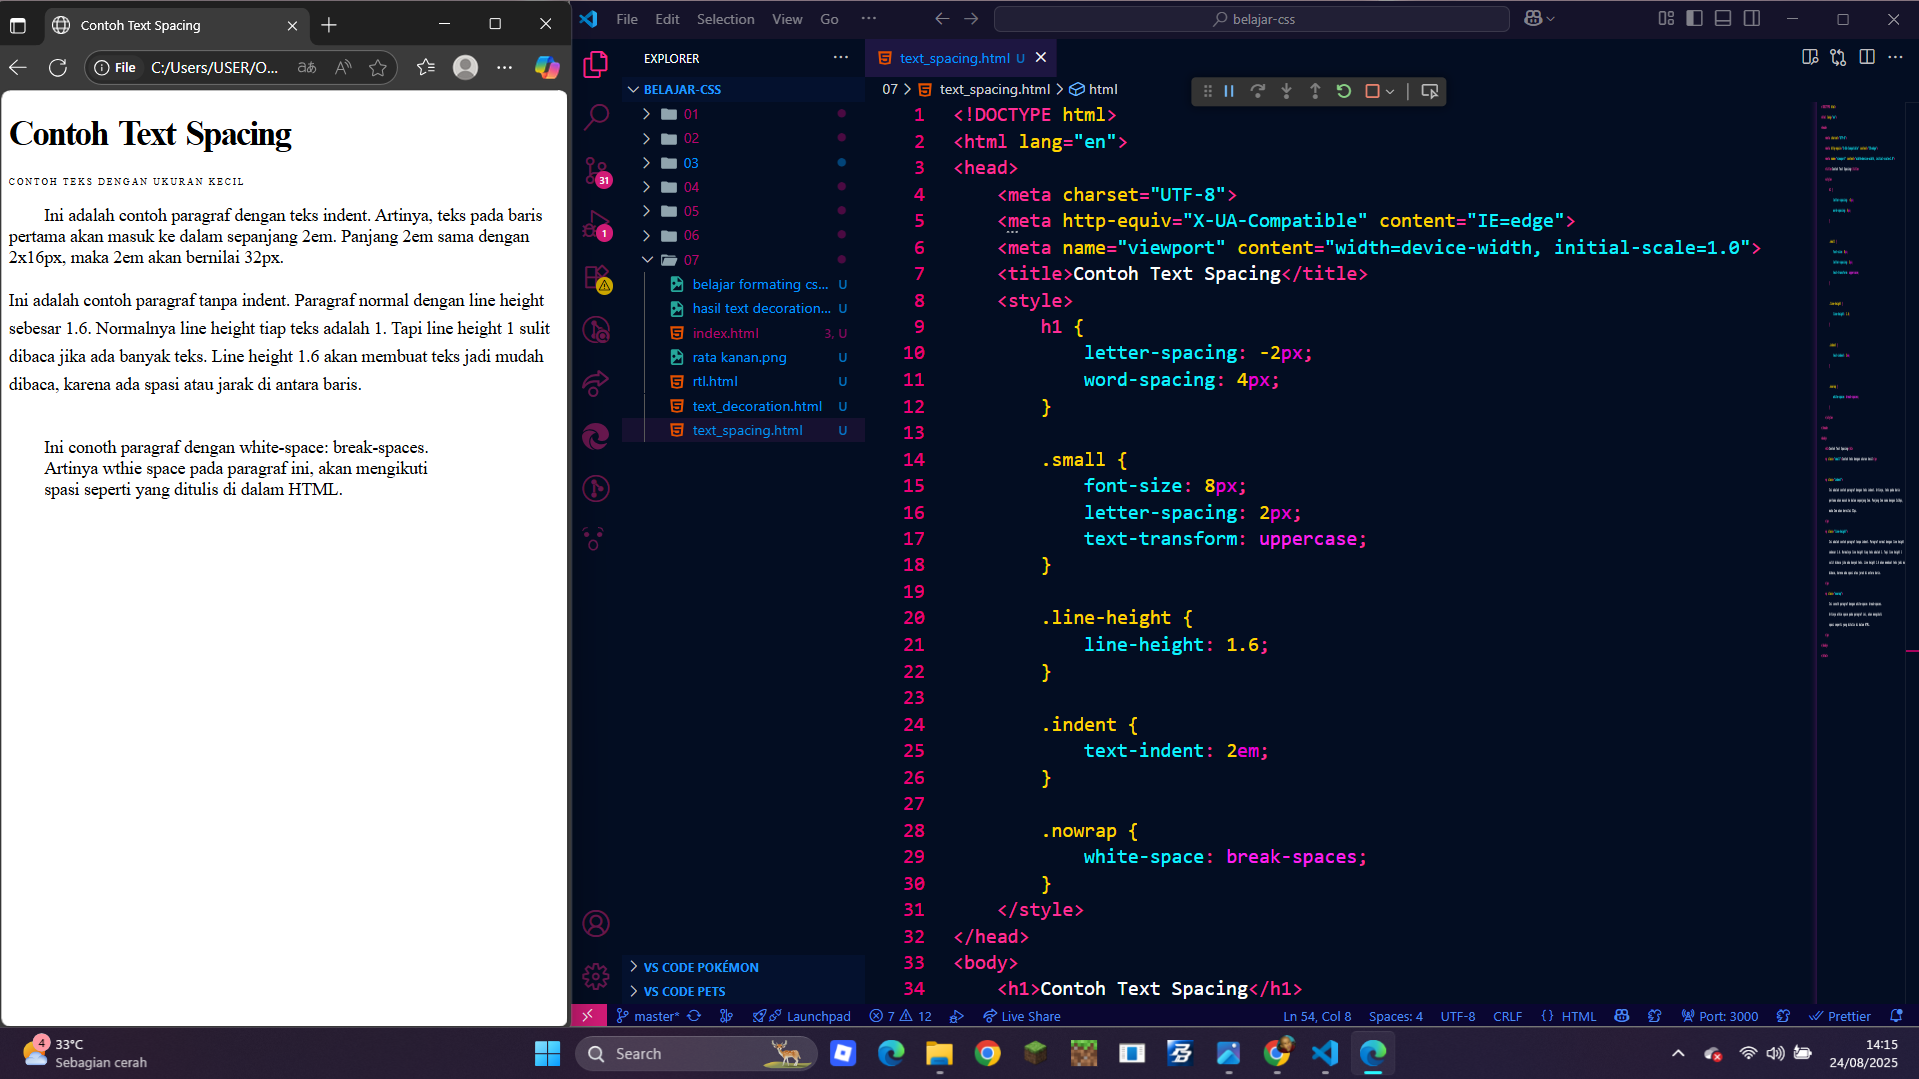 Contoh Text Spacing
File
C:/Users/USER/O...
Contoh Text Spacing
CONTOH TEKS DENGAN UKURAN KECIL
Ini adalah contoh paragraf dengan teks indent. Artinya, teks pada baris
pertama akan masuk ke dalam sepanjang 2em. Panjang 2em sama dengan
2x16px, maka 2em akan bernilai 32px.
Ini adalah contoh paragraf tanpa indent. Paragraf normal dengan line height
sebesar 1.6. Normalnya line height tiap teks adalah 1. Tapi line height 1 sulit
dibaca jika ada banyak teks. Line height 1.6 akan membuat teks jadi mudah
dibaca, karena ada spasi atau jarak di antara baris.
Ini conoth paragraf dengan white-space: break-spaces.
Artinya wthie space pada paragraf ini, akan mengikuti
spasi seperti yang ditulis di dalam HTML.
File Edit Selection View Go ···
belajar-css
EXPLORER
BELAJAR-CSS
01
02
03
04
05
06
07
belajar formating cs... U
hasil text decoration... U
index.html 3, U
rata kanan.png U
rtl.html U
text_decoration.html U
text_spacing.html U
31
1
VS CODE POKÉMON
VS CODE PETS
text_spacing.html U
07 > text_spacing.html > html
1 <!DOCTYPE html>
2 <html lang="en">
3 <head>
4 <meta charset="UTF-8">
5 <meta http-equiv="X-UA-Compatible" content="IE=edge">
6 <meta name="viewport" content="width=device-width, initial-scale=1.0">
7 <title>Contoh Text Spacing</title>
8 <style>
9 h1 {
10 letter-spacing: -2px;
11 word-spacing: 4px;
12 }
13
14 .small {
15 font-size: 8px;
16 letter-spacing: 2px;
17 text-transform: uppercase;
18 }
19
20 .line-height {
21 line-height: 1.6;
22 }
23
24 .indent {
25 text-indent: 2em;
26 }
27
28 .nowrap {
29 white-space: break-spaces;
30 }
31 </style>
32 </head>
33 <body>
34 <h1>Contoh Text Spacing</h1>
master* Launchpad 7 12 Live Share Ln 54, Col 8 Spaces: 4 UTF-8 CRLF {} HTML Port: 3000 Prettier
4
33°C
Sebagian cerah
Search
14:15
24/08/2025